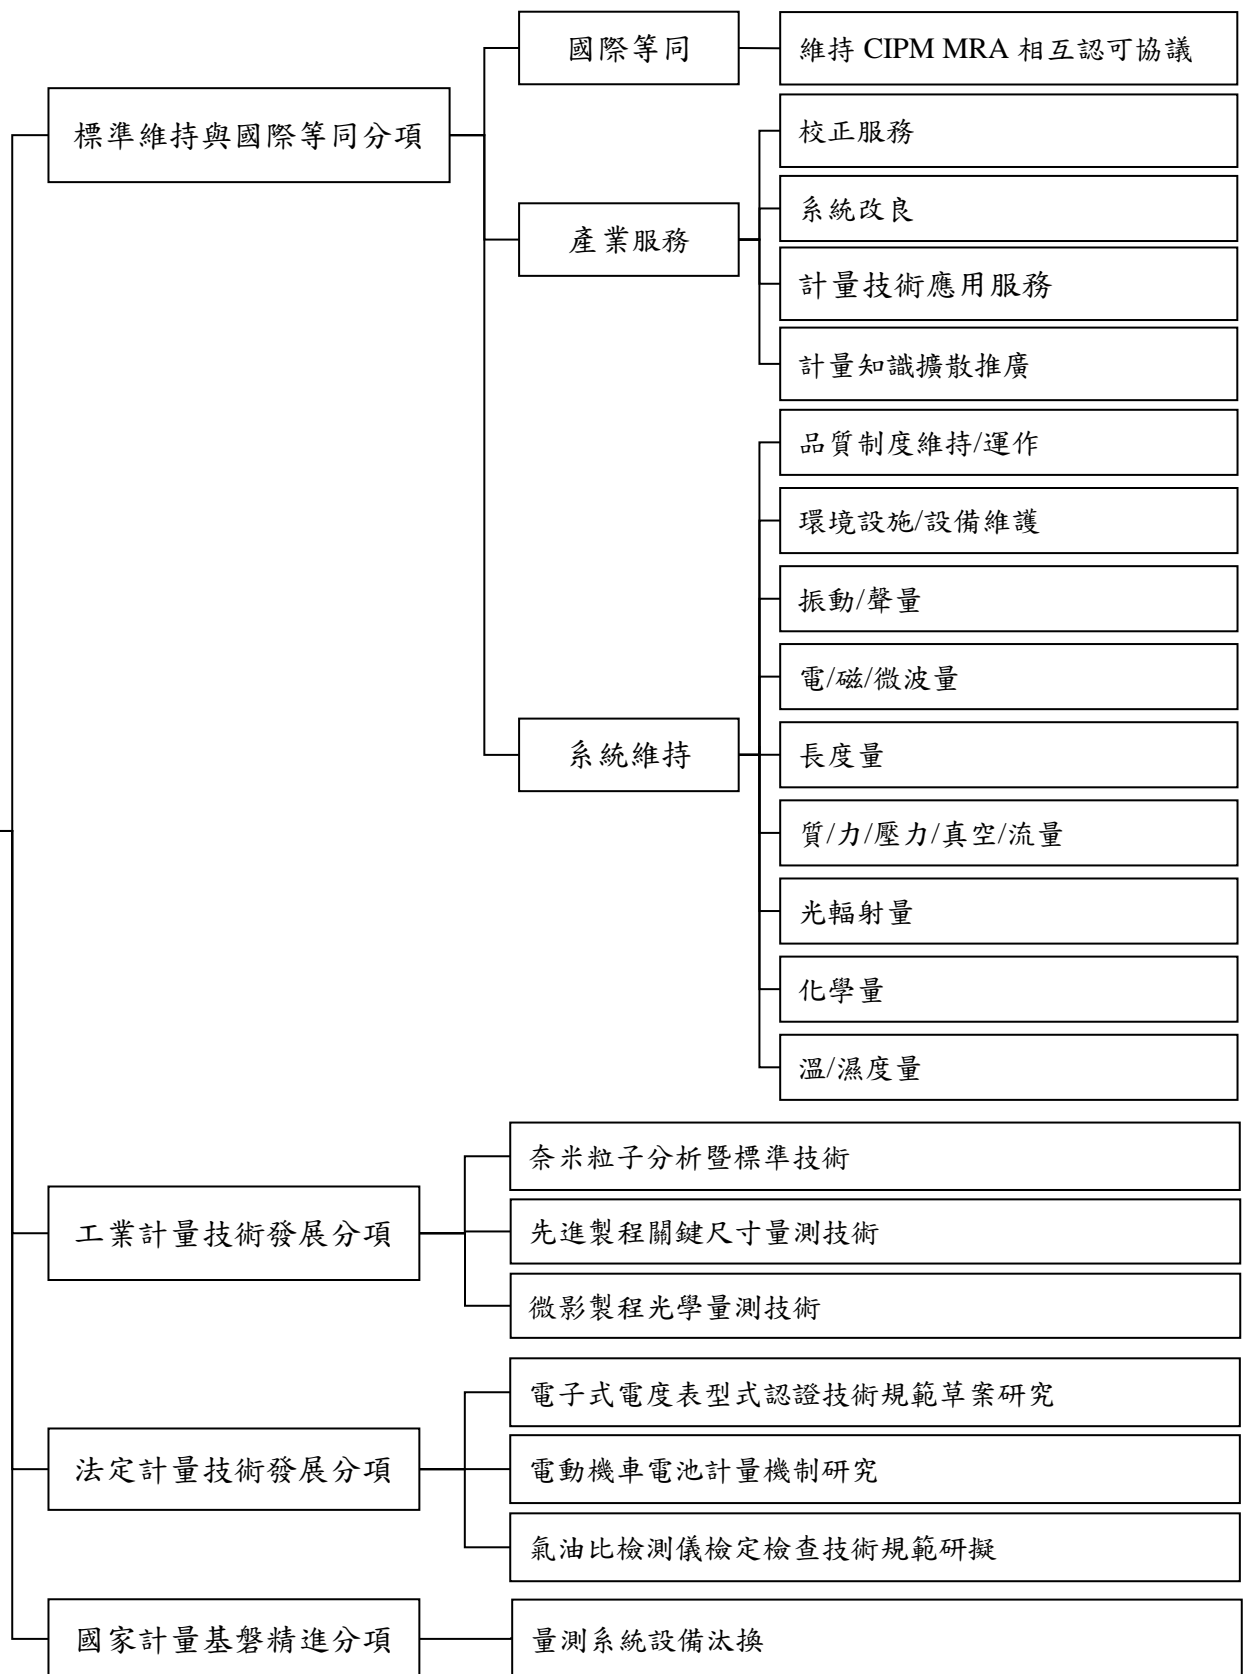 標準維持與國際等同分項
國際等同
維持 CIPM MRA 相互認可協議
產業服務
校正服務
系統改良
計量技術應用服務
計量知識擴散推廣
系統維持
品質制度維持/運作
環境設施/設備維護
振動/聲量
電/磁/微波量
長度量
質/力/壓力/真空/流量
光輻射量
化學量
溫/濕度量
工業計量技術發展分項
奈米粒子分析暨標準技術
先進製程關鍵尺寸量測技術
微影製程光學量測技術
法定計量技術發展分項
電子式電度表型式認證技術規範草案研究
電動機車電池計量機制研究
氣油比檢測儀檢定檢查技術規範研擬
國家計量基磐精進分項
量測系統設備汰換